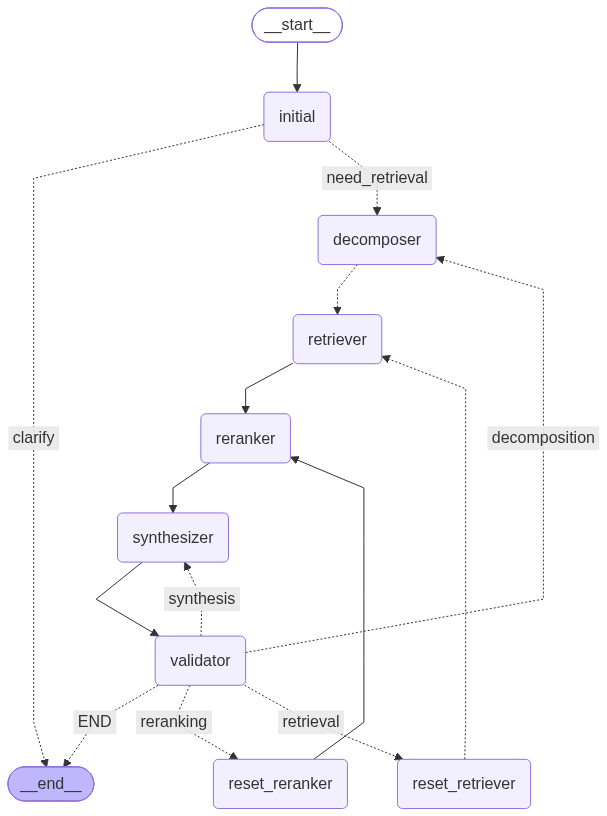 __start__
initial
need_retrieval
decomposer
retriever
clarify
reranker
decomposition
synthesizer
synthesis
validator
END
reranking
retrieval
__end__
reset_reranker
reset_retriever